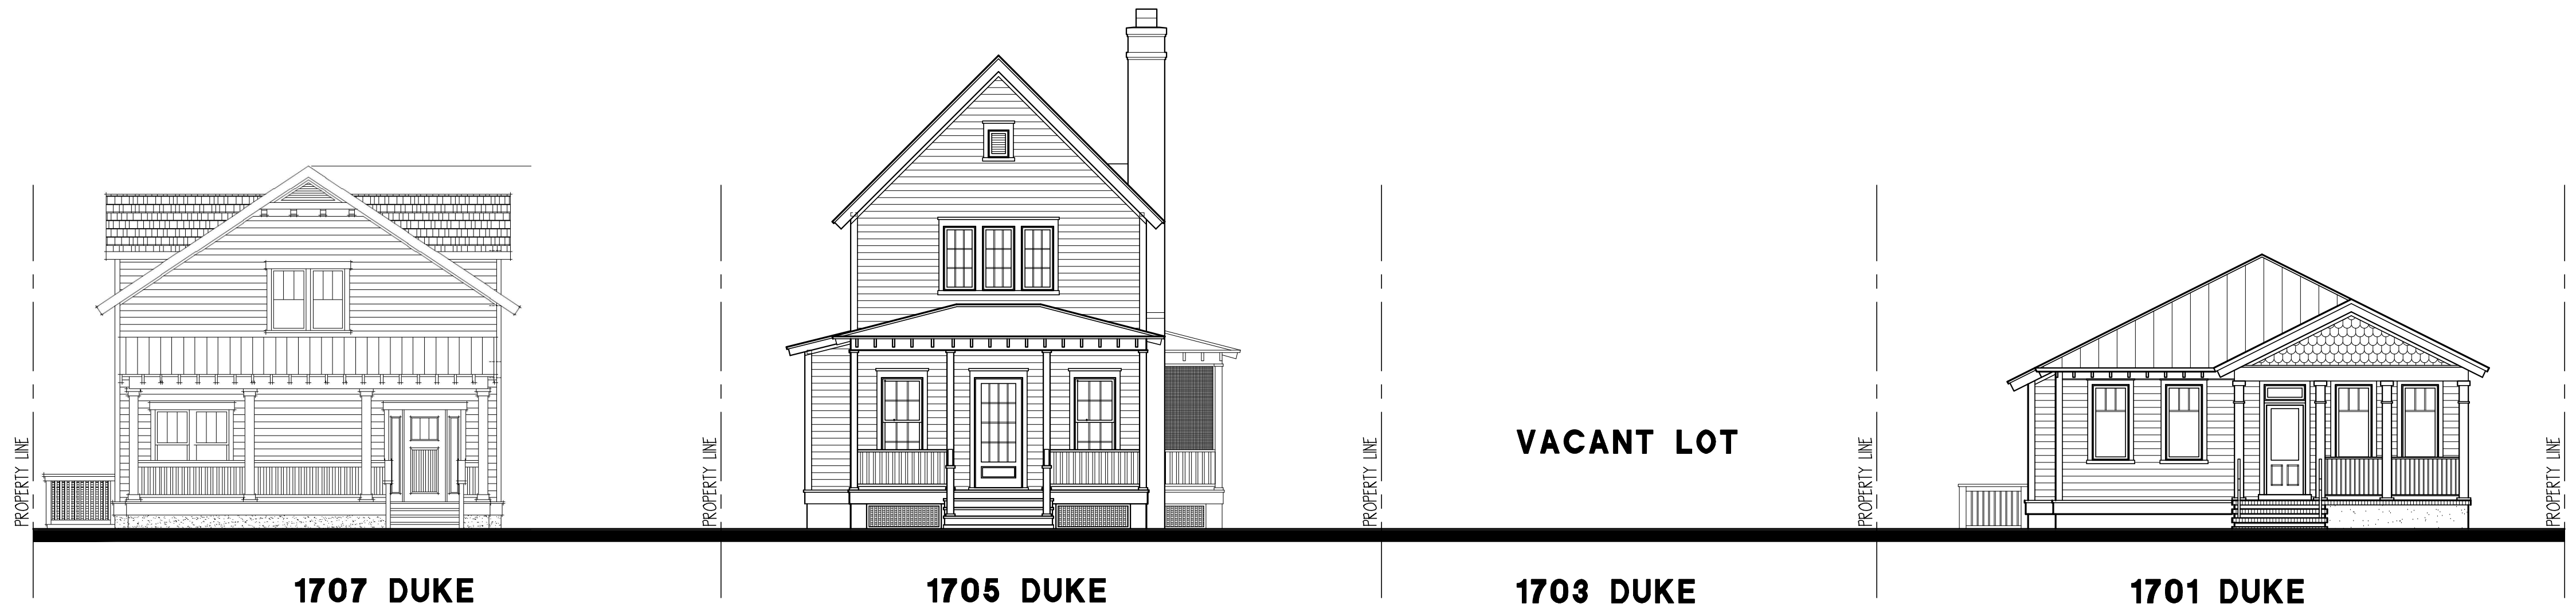 PROPERTY LINE
PROPERTY LINE
PROPERTY LINE
PROPERTY LINE
PROPERTY LINE
VACANT LOT
1707 DUKE
1705 DUKE
1703 DUKE
1701 DUKE